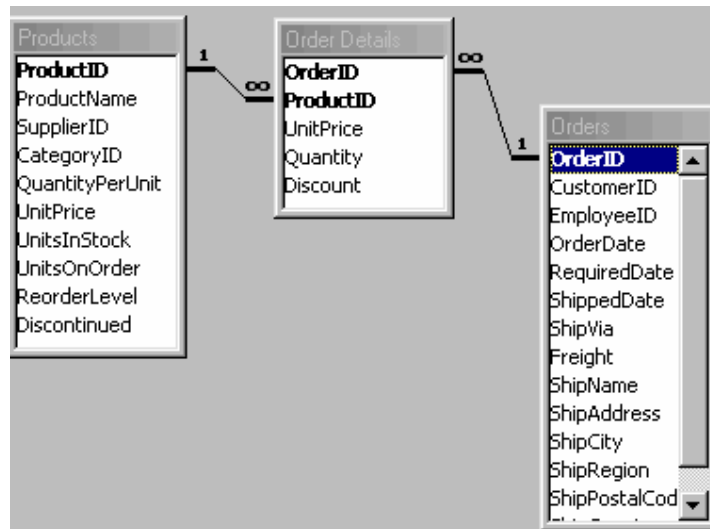 Products
ProductID
ProductName
SupplierID
CategoryID
QuantityPerUnit
UnitPrice
UnitsInStock
UnitsOnOrder
ReorderLevel
Discontinued
1
∞
Order Details
OrderID
ProductID
UnitPrice
Quantity
Discount
∞
1
Orders
OrderID
CustomerID
EmployeeID
OrderDate
RequiredDate
ShippedDate
ShipVia
Freight
ShipName
ShipAddress
ShipCity
ShipRegion
ShipPostalCod